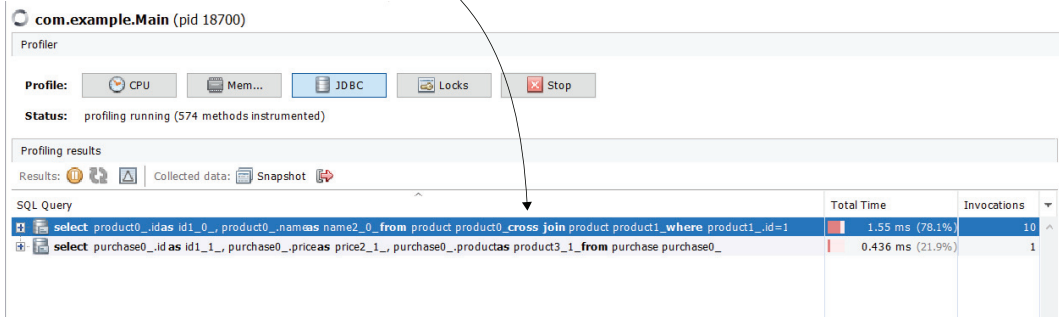 com.example.Main (pid 18700)
Profiler
Profile: CPU Mem... JDBC Locks Stop
Status: profiling running (574 methods instrumented)
Profiling results
Results: Collected data: Snapshot
SQL Query Total Time Invocations
select product0_.idas id1_0_, product0_.nameas name2_0_from product product0_cross join product product1_where product1_.id=1 1.55 ms (78.1%) 10
select purchase0_.idas id1_1_, purchase0_.priceas price2_1_, purchase0_.productas product3_1_from purchase purchase0_ 0.436 ms (21.9%) 1